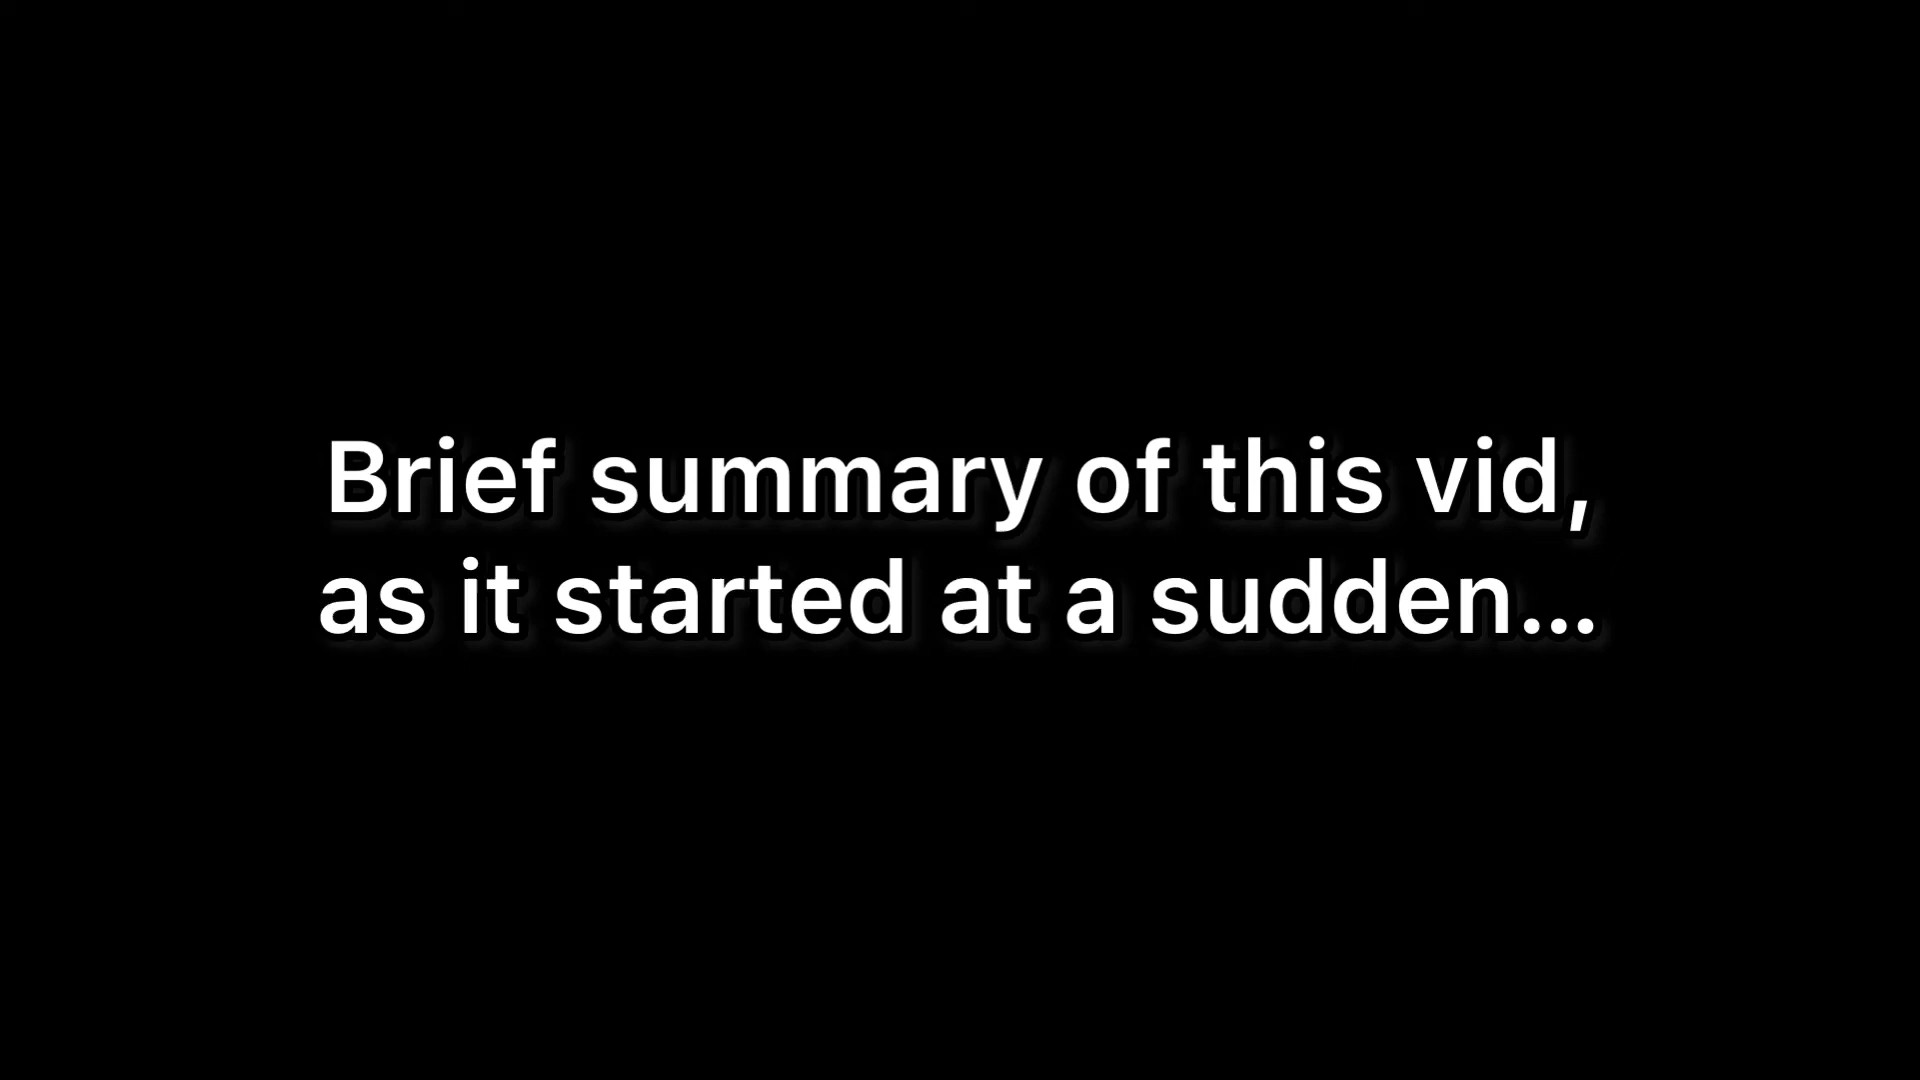 Brief summary of this vid,
as it started at a sudden...